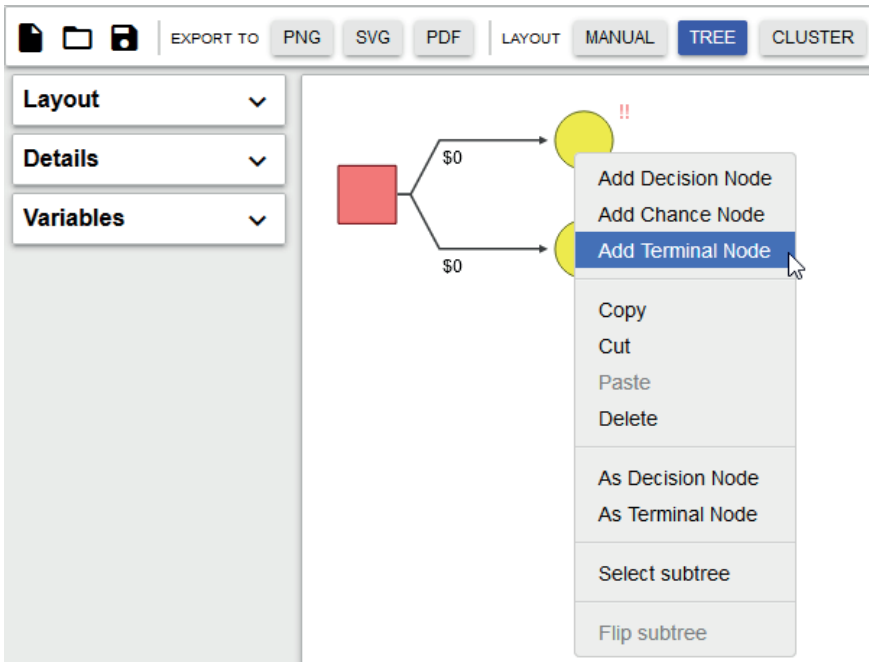 EXPORT TO PNG SVG PDF LAYOUT MANUAL TREE CLUSTER
Layout
Details
Variables
!!
$0
$0
Add Decision Node
Add Chance Node
Add Terminal Node
Copy
Cut
Paste
Delete
As Decision Node
As Terminal Node
Select subtree
Flip subtree